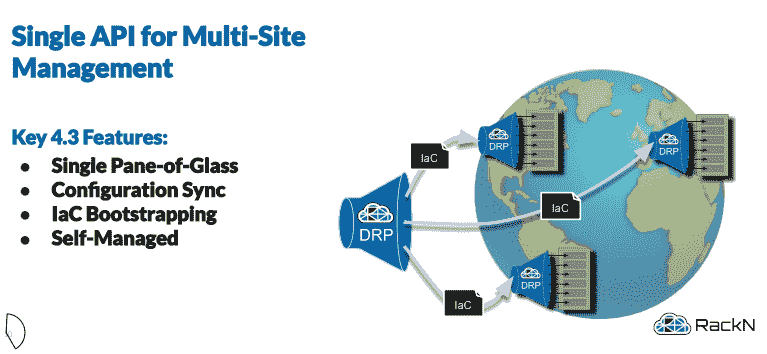 Single API for Multi-Site
Management
Key 4.3 Features:
● Single Pane-of-Glass
● Configuration Sync
● IaC Bootstrapping
● Self-Managed
IaC
DRP
DRP
IaC
DRP
IaC
DRP
RackN